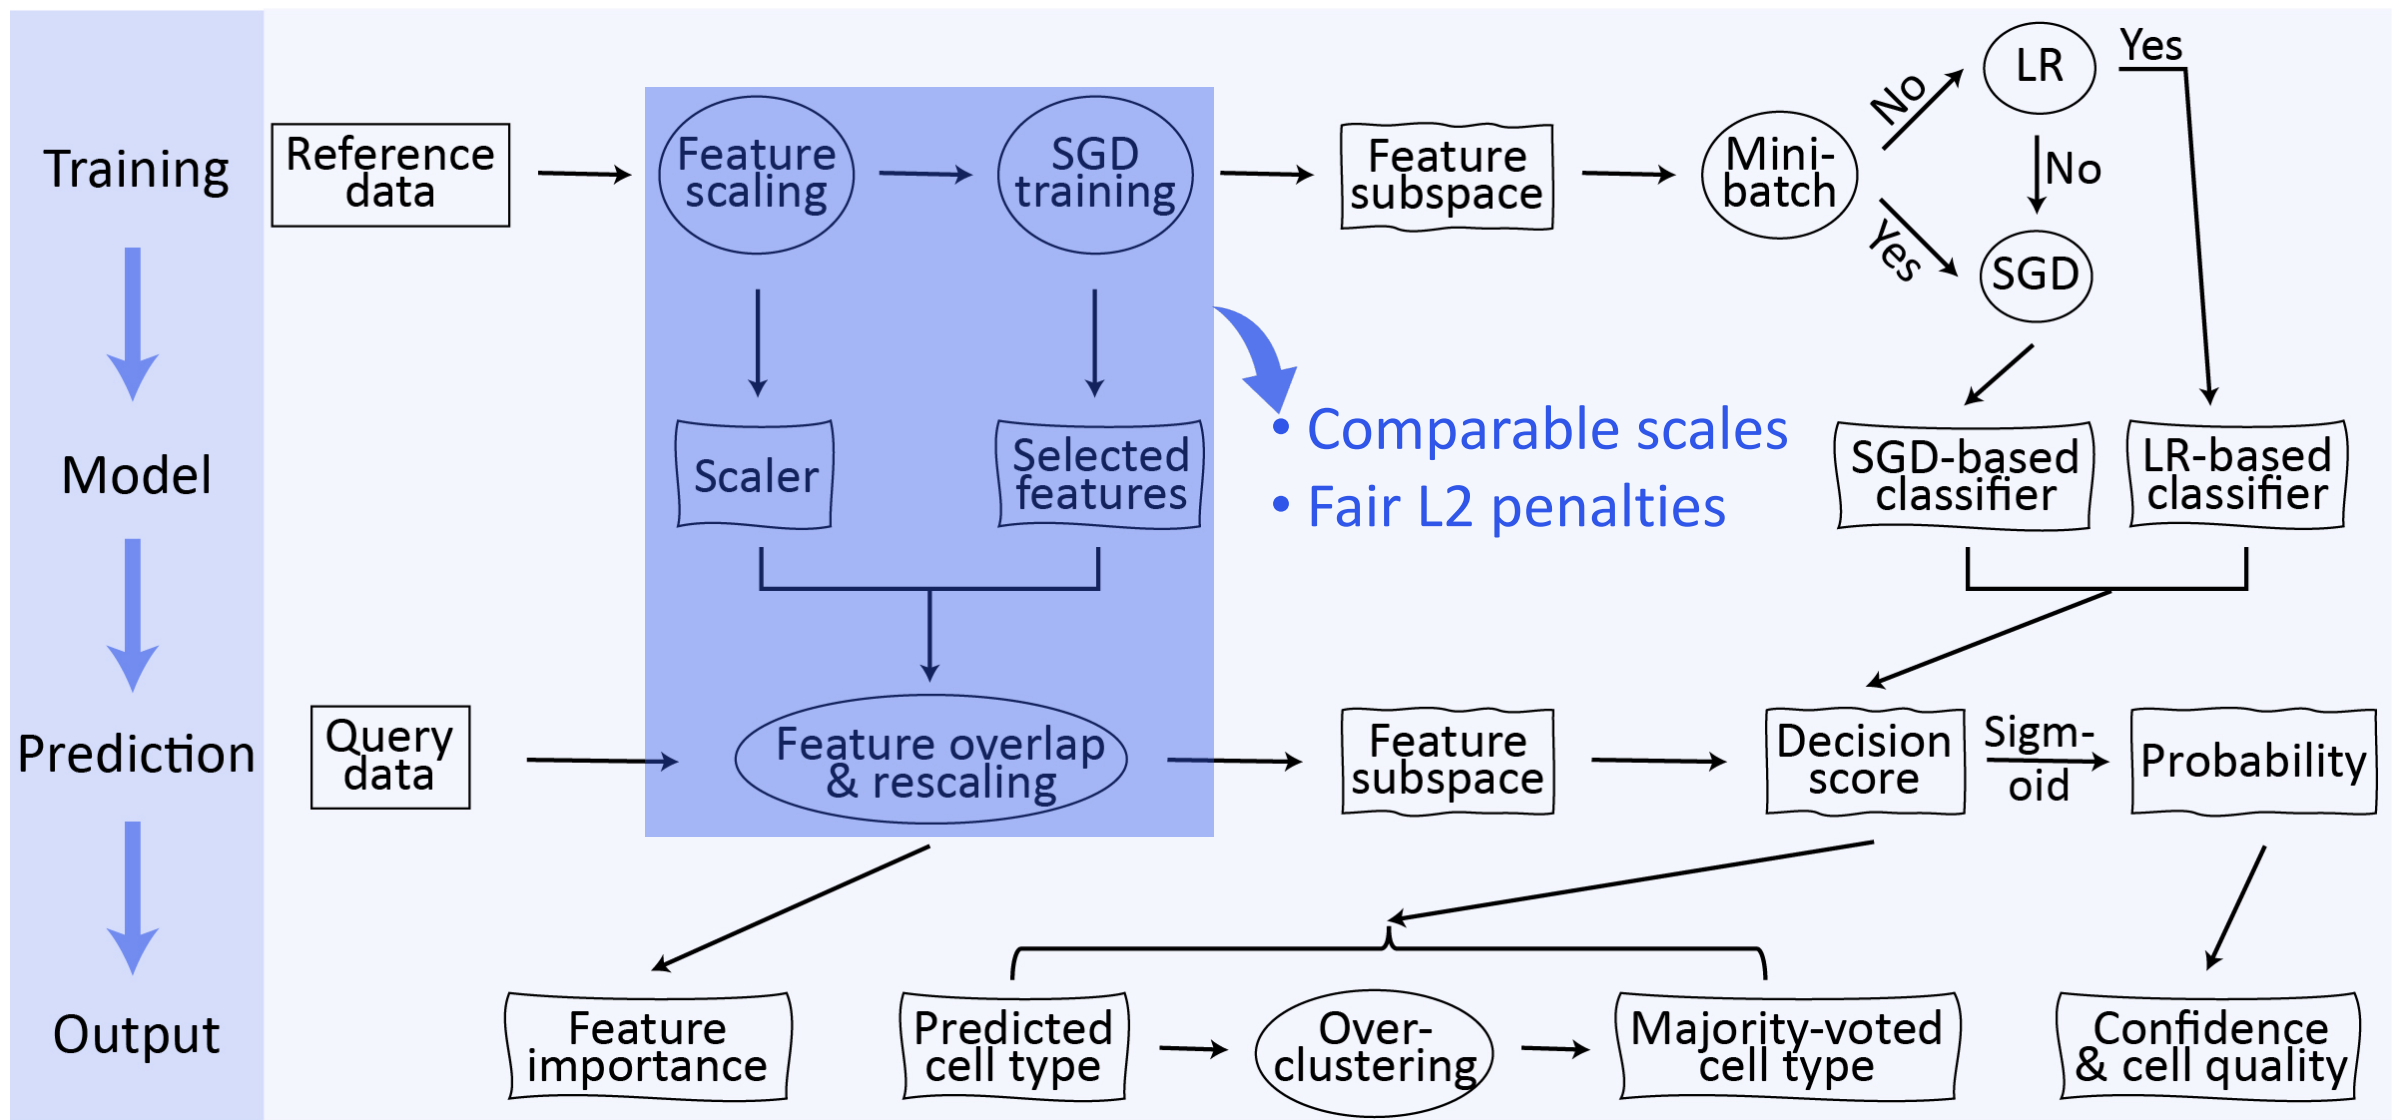 Training
Model
Prediction
Output
Reference
data
Feature
scaling
SGD
training
Feature
subspace
Mini-
batch
No
Yes
LR
Yes
No
SGD
Scaler
Selected
features
• Comparable scales
• Fair L2 penalties
SGD-based
classifier
LR-based
classifier
Query
data
Feature overlap
& rescaling
Feature
subspace
Decision
score
Sigm-
oid
Probability
Feature
importance
Predicted
cell type
Over-
clustering
Majority-voted
cell type
Confidence
& cell quality